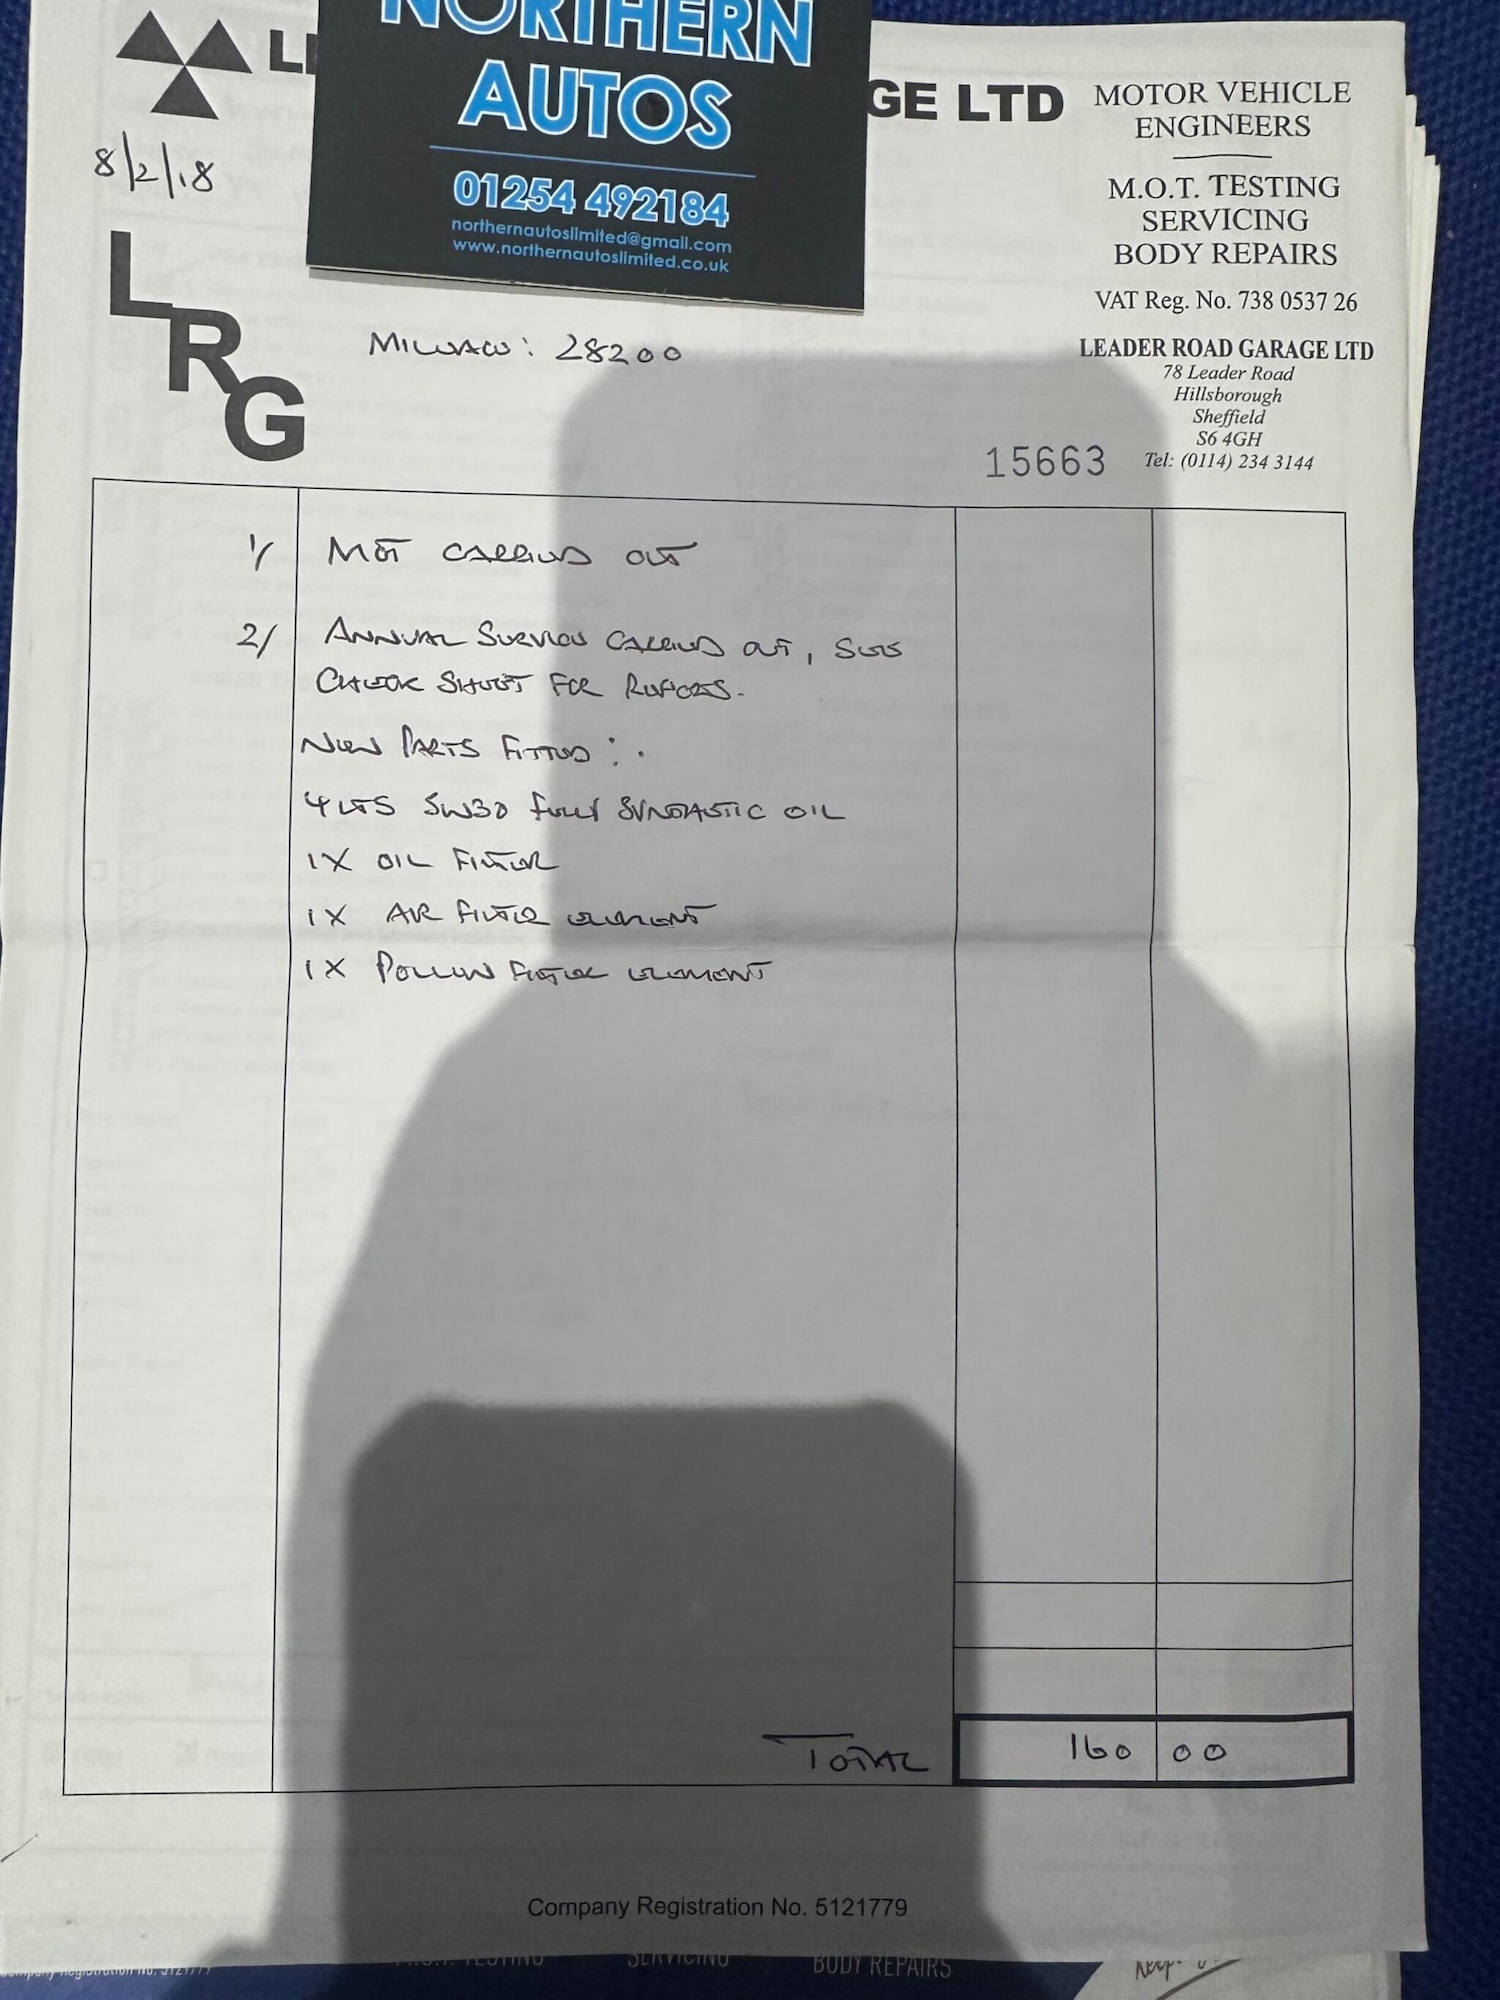 NORTHERN
AUTOS
01254 492184
northernautoslimited@gmail.com
www.northernautoslimited.co.uk
GE LTD
MOTOR VEHICLE
ENGINEERS
M.O.T. TESTING
SERVICING
BODY REPAIRS
VAT Reg. No. 738 0537 26
LEADER ROAD GARAGE LTD
78 Leader Road
Hillsborough
Sheffield
S6 4GH
Tel: (0114) 234 3144
8/2/18
LRG
MILEAGE: 28200
15663
1/ MOT CARRIED OUT
2/ ANNUAL SERVICE CARRIED OUT, SEE
CHECK SHEET FOR REPORTS.
NEW PARTS FITTED :-
4LTS 5W30 FULLY SYNTHETIC OIL
1X OIL FILTER
1X AIR FILTER ELEMENT
1X POLLEN FILTER ELEMENT
TOTAL 160 00
Company Registration No. 5121779
SERVICING
BODY REPAIRS